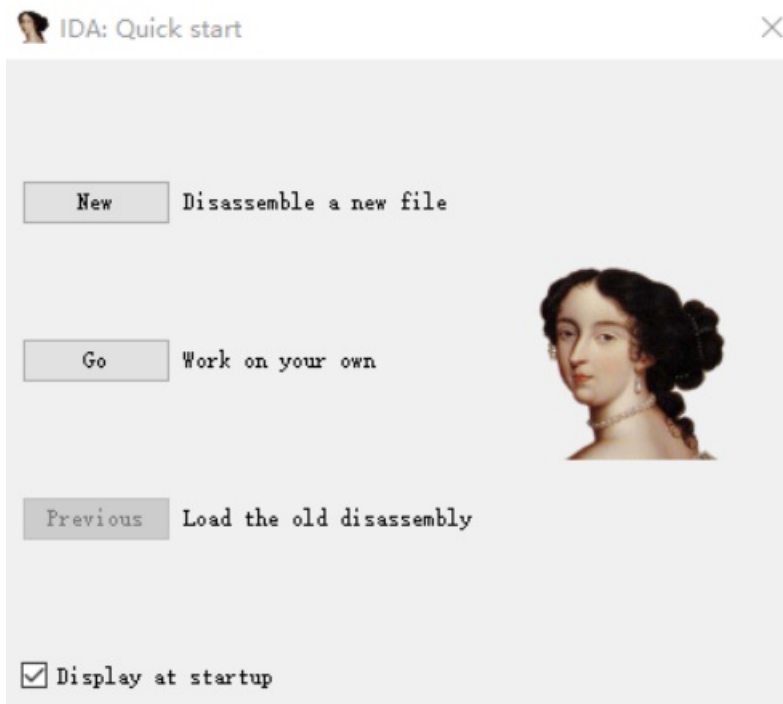 IDA: Quick start
New Disassemble a new file
Go Work on your own
Previous Load the old disassembly
Display at startup